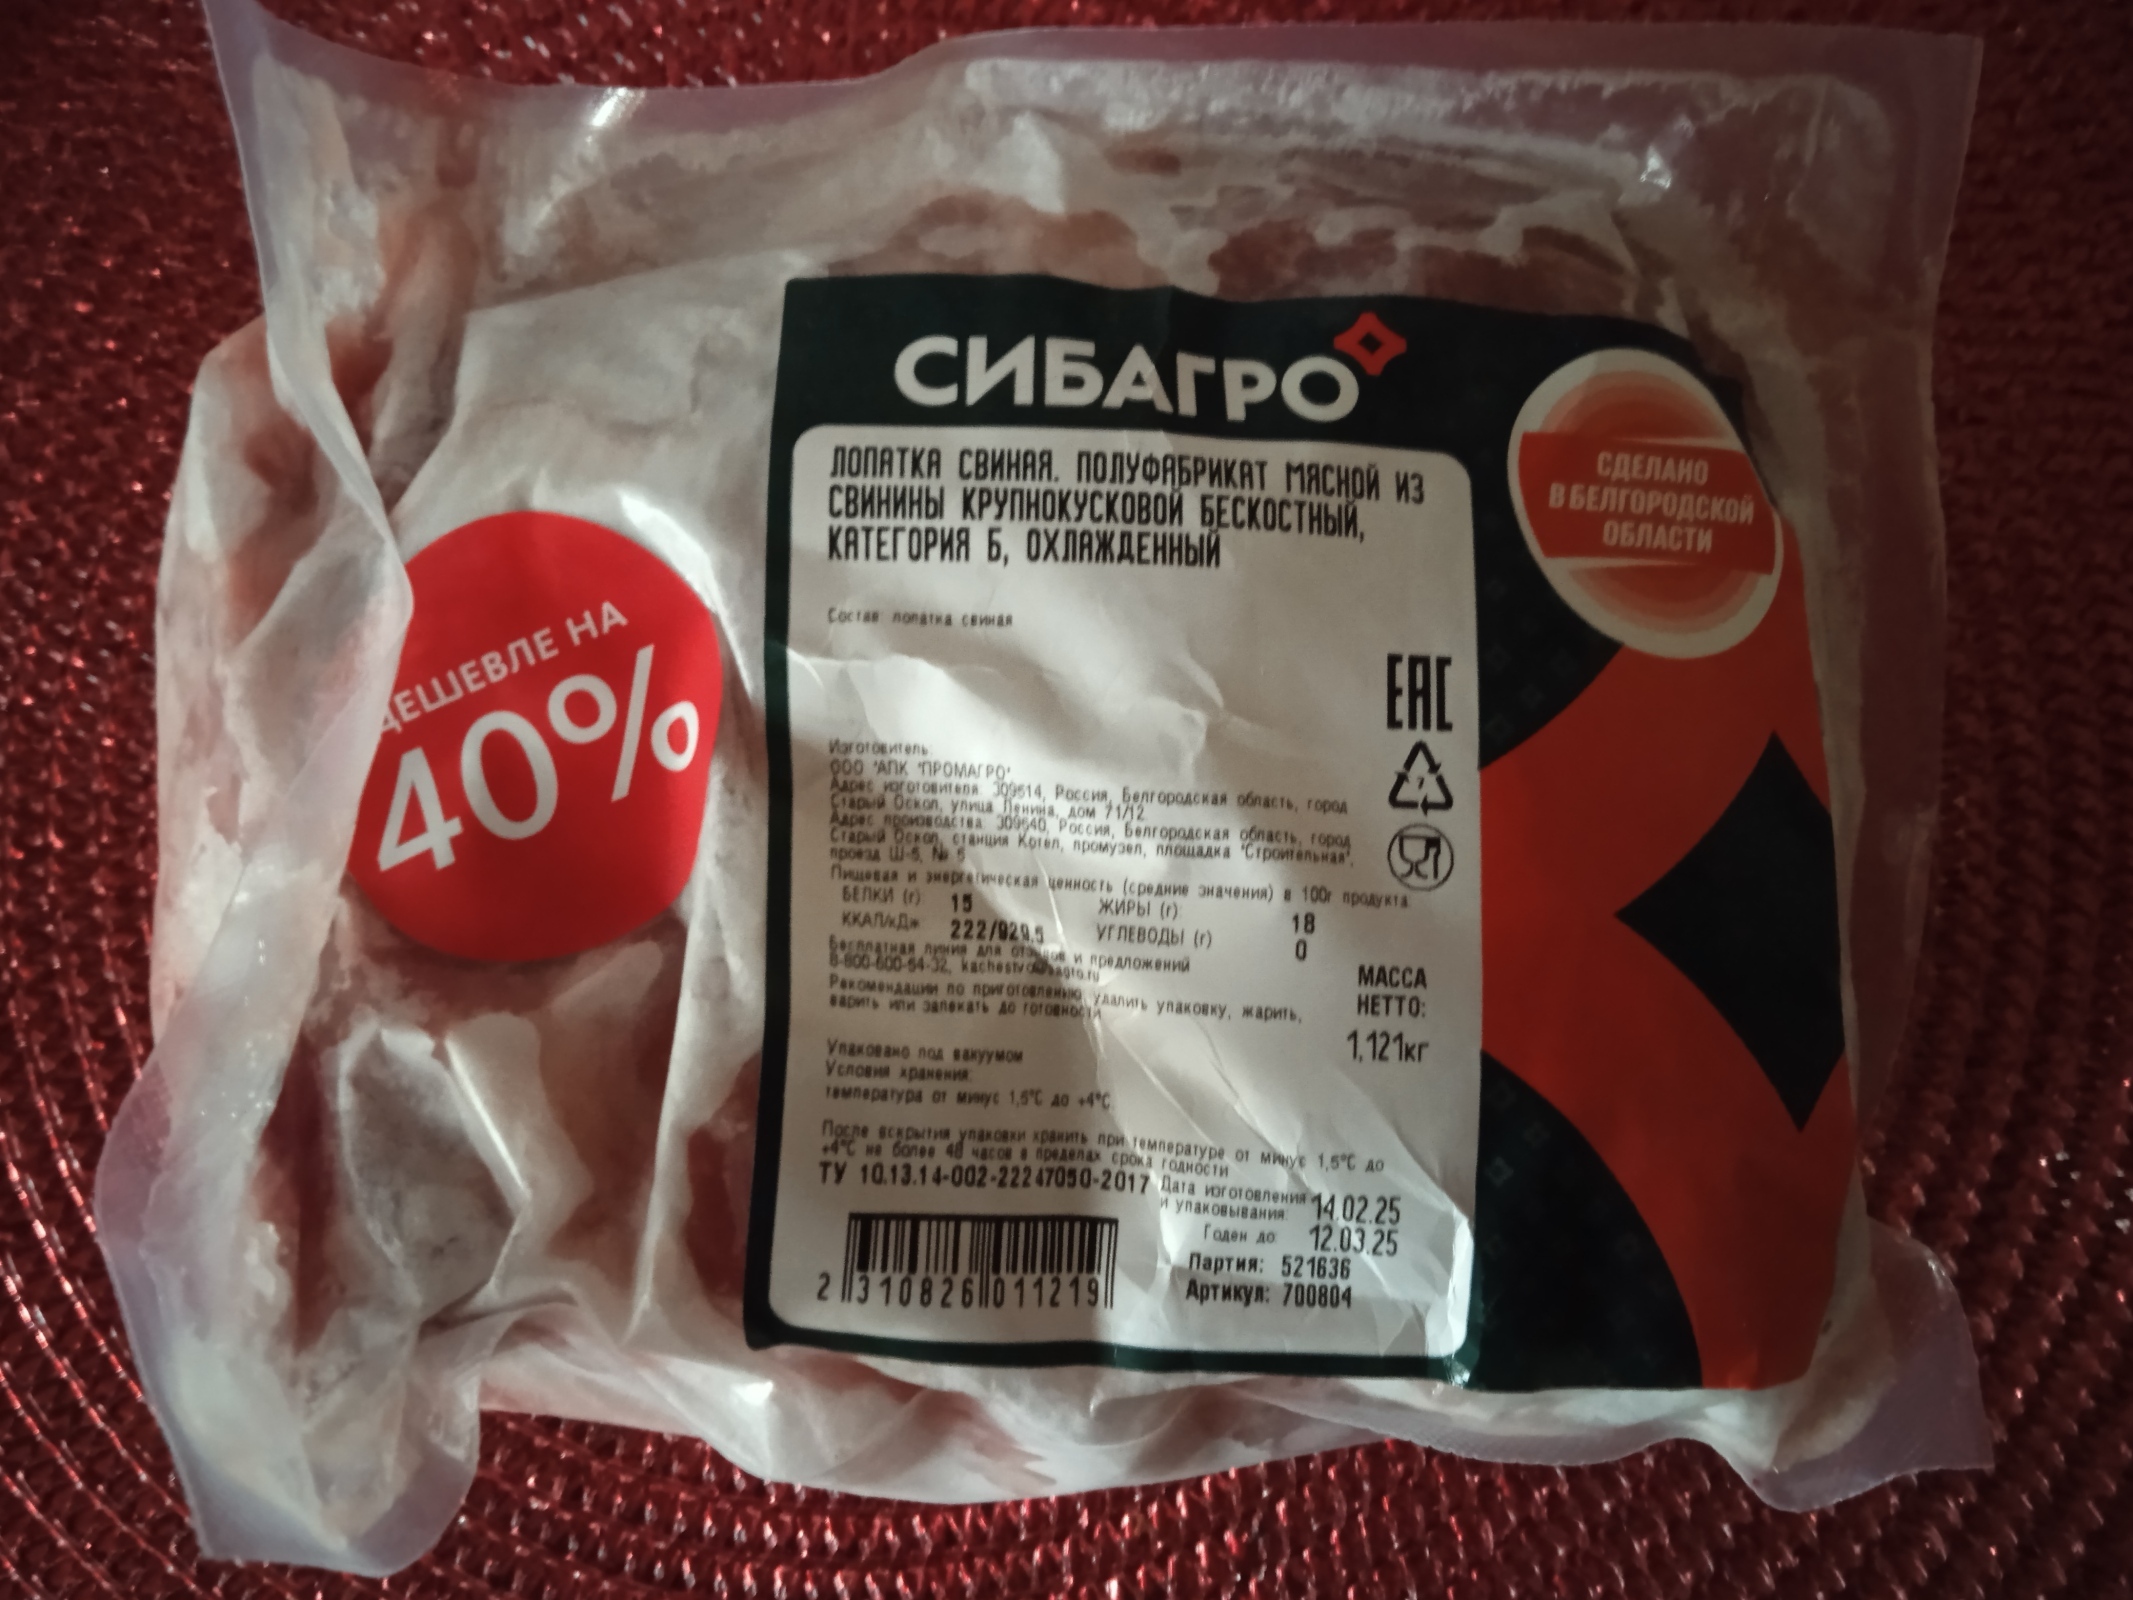 СИБАГРО
СДЕЛАНО
В БЕЛГОРОДСКОЙ
ОБЛАСТИ
ДЕШЕВЛЕ НА
40%
ЛОПАТКА СВИНАЯ. ПОЛУФАБРИКАТ МЯСНОЙ ИЗ
СВИНИНЫ КРУПНОКУСКОВОЙ БЕСКОСТНЫЙ,
КАТЕГОРИЯ Б, ОХЛАЖДЕННЫЙ
Состав: лопатка свиная
EAC
7
Изготовитель:
ООО "АПК "ПРОМАГРО"
Адрес изготовителя: 309514, Россия, Белгородская область, город
Старый Оскол, улица Ленина, дом 71/12
Адрес производства: 309540, Россия, Белгородская область, город
Старый Оскол, станция Котел, промузел, площадка "Строительная",
проезд Ш-5, № 5
Пищевая и энергетическая ценность (средние значения) в 100г продукта:
БЕЛКИ (г) 15 ЖИРЫ (г) 18
ККАЛ/кДж 222/929,5 УГЛЕВОДЫ (г) 0
Бесплатная линия для отзывов и предложений
8-800-600-54-32,
Рекомендации по приготовлению: удалить упаковку, жарить,
варить или запекать до готовности
МАССА
НЕТТО:
1,121кг
Упаковано под вакуумом
Условия хранения:
температура от минус 1,5°C до +4°C
После вскрытия упаковки хранить при температуре от минус 1,5°C до
+4°C не более 48 часов в пределах срока годности
ТУ 10.13.14-002-22247050-2017
Дата изготовления
и упаковывания: 14.02.25
Годен до: 12.03.25
Партия: 521636
Артикул: 700804
2 310826 011219